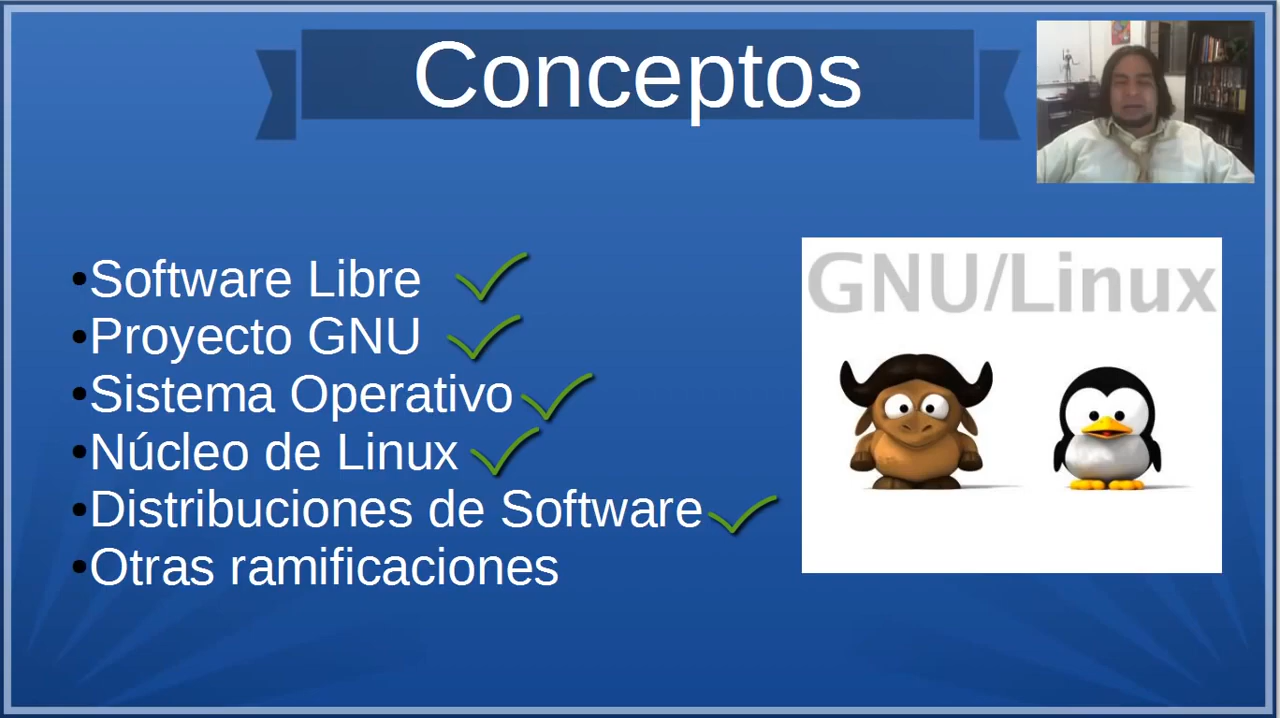 Conceptos
•Software Libre
•Proyecto GNU
•Sistema Operativo
•Núcleo de Linux
•Distribuciones de Software
•Otras ramificaciones
GNU/Linux